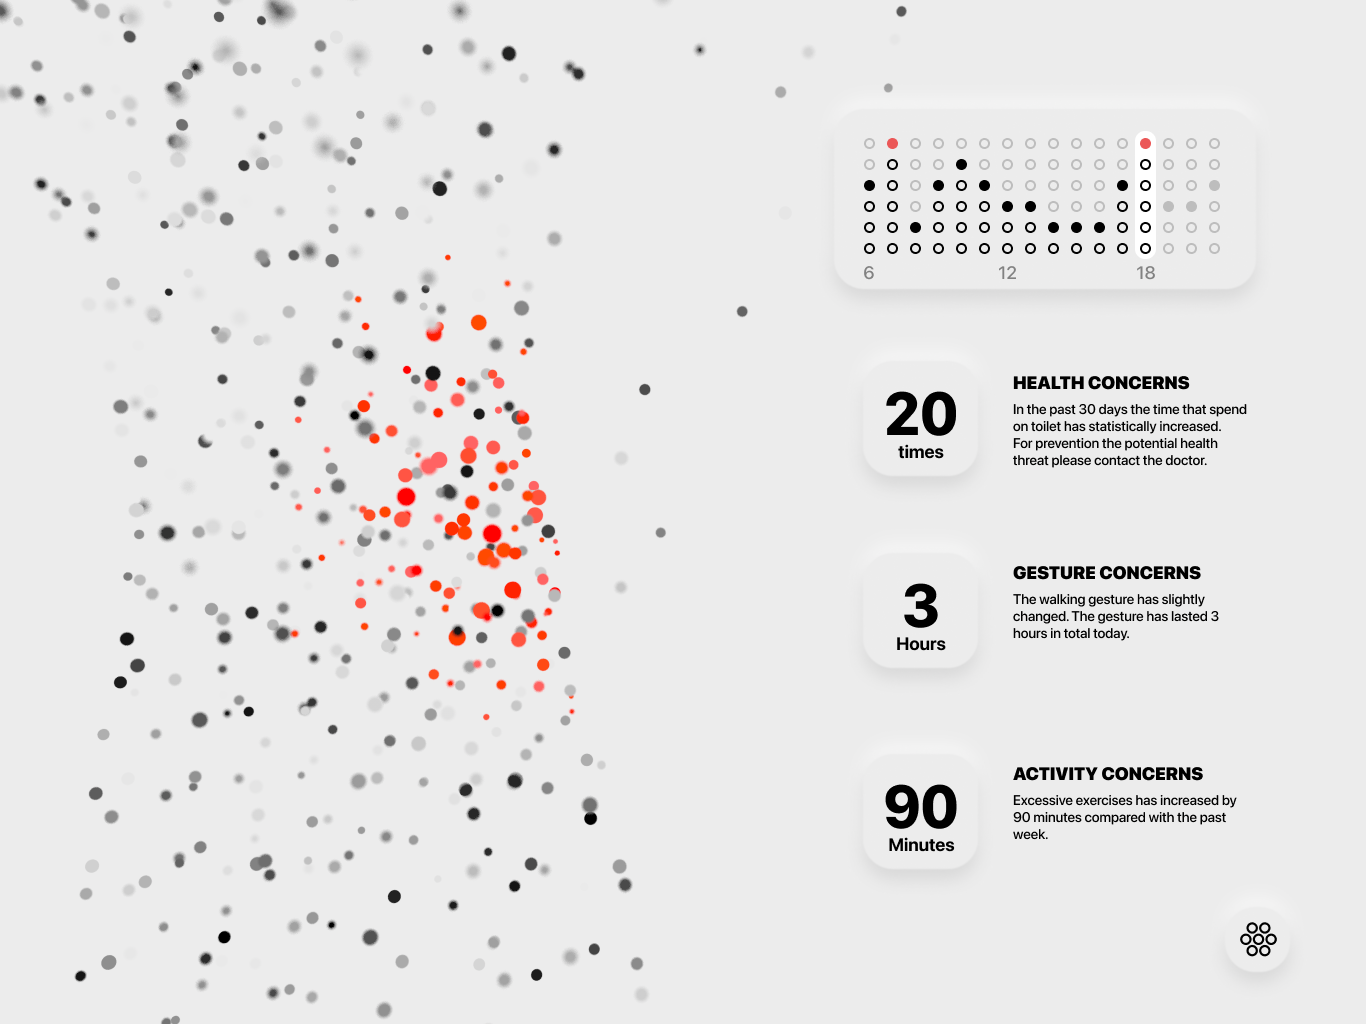 6 12 18
20
times
HEALTH CONCERNS
In the past 30 days the time that spend
on toilet has statistically increased.
For prevention the potential health
threat please contact the doctor.
3
Hours
GESTURE CONCERNS
The walking gesture has slightly
changed. The gesture has lasted 3
hours in total today.
90
Minutes
ACTIVITY CONCERNS
Excessive exercises has increased by
90 minutes compared with the past
week.